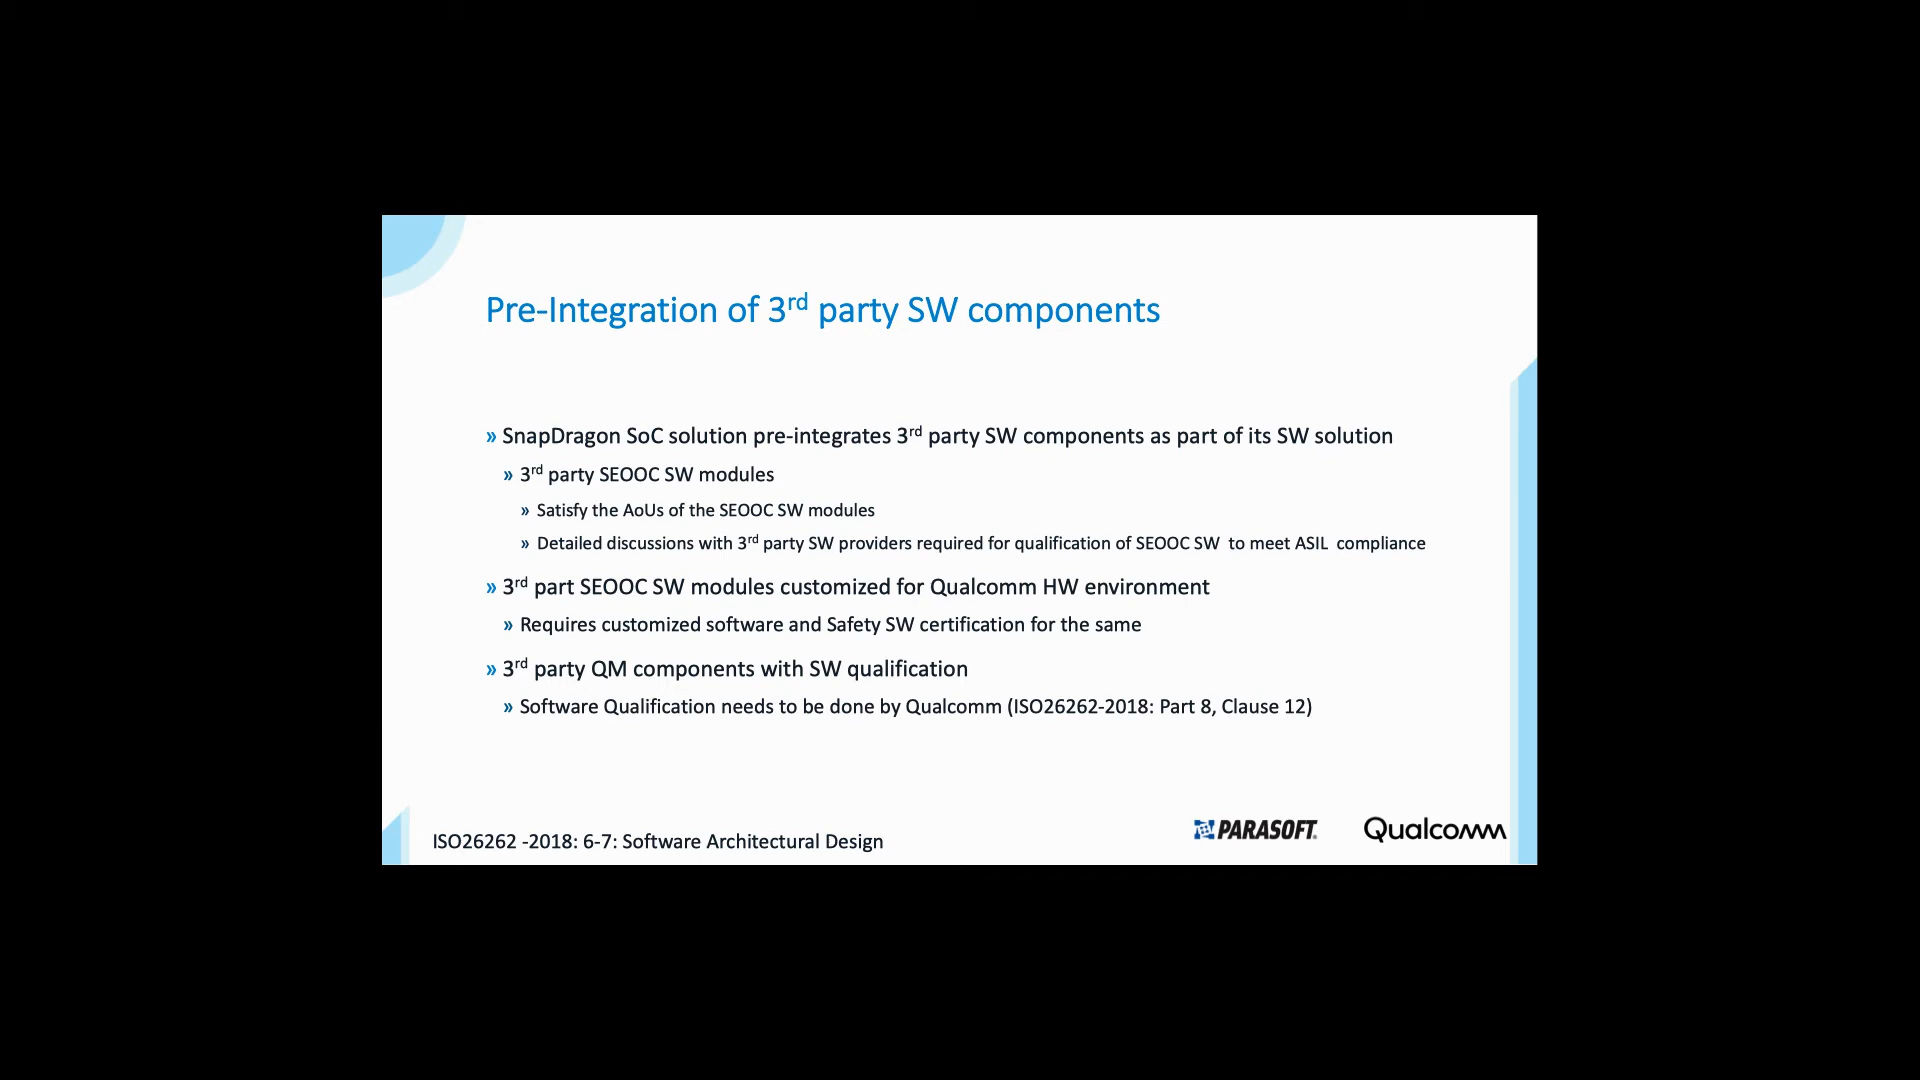 Pre-Integration of 3rd party SW components
» SnapDragon SoC solution pre-integrates 3rd party SW components as part of its SW solution
» 3rd party SEOOC SW modules
» Satisfy the AoUs of the SEOOC SW modules
» Detailed discussions with 3rd party SW providers required for qualification of SEOOC SW to meet ASIL compliance
» 3rd part SEOOC SW modules customized for Qualcomm HW environment
» Requires customized software and Safety SW certification for the same
» 3rd party QM components with SW qualification
» Software Qualification needs to be done by Qualcomm (ISO26262-2018: Part 8, Clause 12)
ISO26262 -2018: 6-7: Software Architectural Design
PARASOFT.
Qualcomm